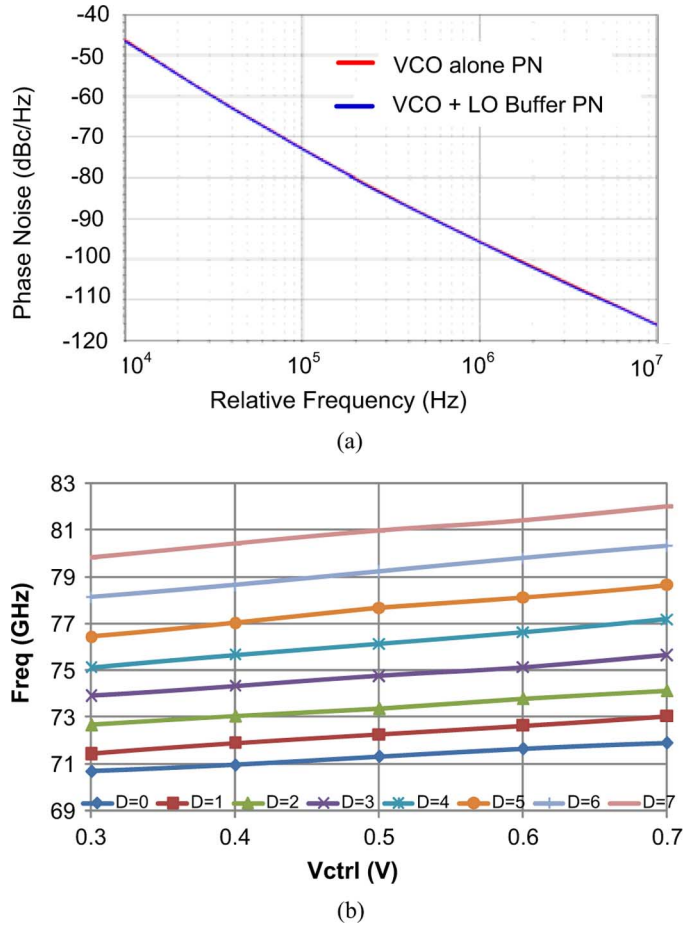 -40
-50
-60
-70
-80
-90
-100
-110
-120
Phase Noise (dBc/Hz)
VCO alone PN
VCO + LO Buffer PN
10⁴ 10⁵ 10⁶ 10⁷
Relative Frequency (Hz)
(a)
83
81
79
77
75
73
71
69
Freq (GHz)
D=0 D=1 D=2 D=3 D=4 D=5 D=6 D=7
0.3 0.4 0.5 0.6 0.7
Vctrl (V)
(b)